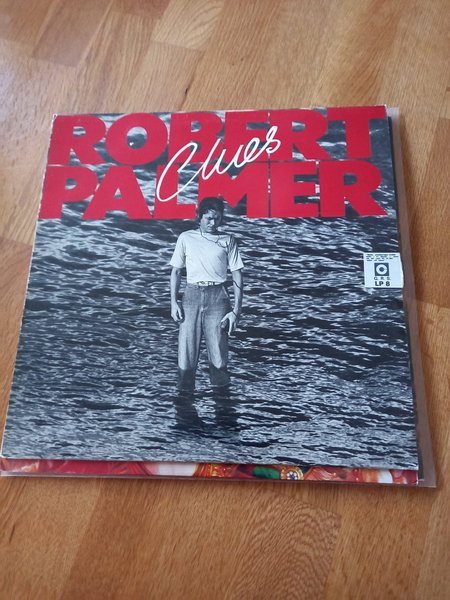 ROBERT
Clues
PALMER
G.R.S.
LP 8